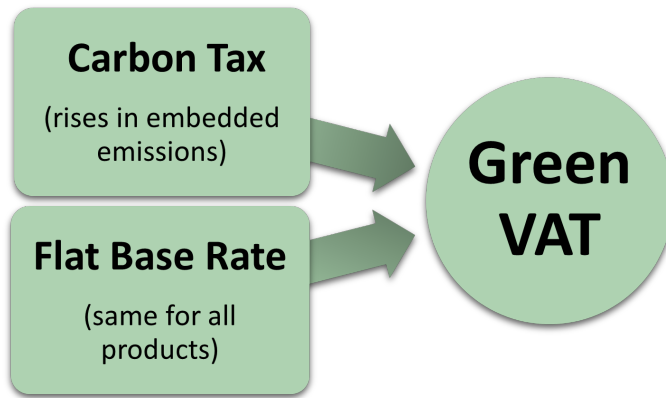 Carbon Tax
(rises in embedded
emissions)
Flat Base Rate
(same for all
products)
Green
VAT